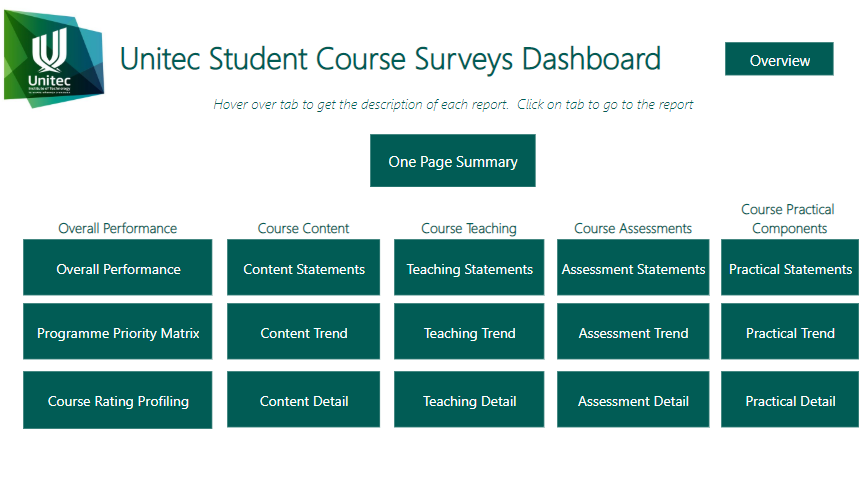 Unitec
Institute of Technology
Unitec Student Course Surveys Dashboard
Overview
Hover over tab to get the description of each report.  Click on tab to go to the report
One Page Summary
Overall Performance
Course Content
Course Teaching
Course Assessments
Course Practical
Components
Overall Performance
Content Statements
Teaching Statements
Assessment Statements
Practical Statements
Programme Priority Matrix
Content Trend
Teaching Trend
Assessment Trend
Practical Trend
Course Rating Profiling
Content Detail
Teaching Detail
Assessment Detail
Practical Detail